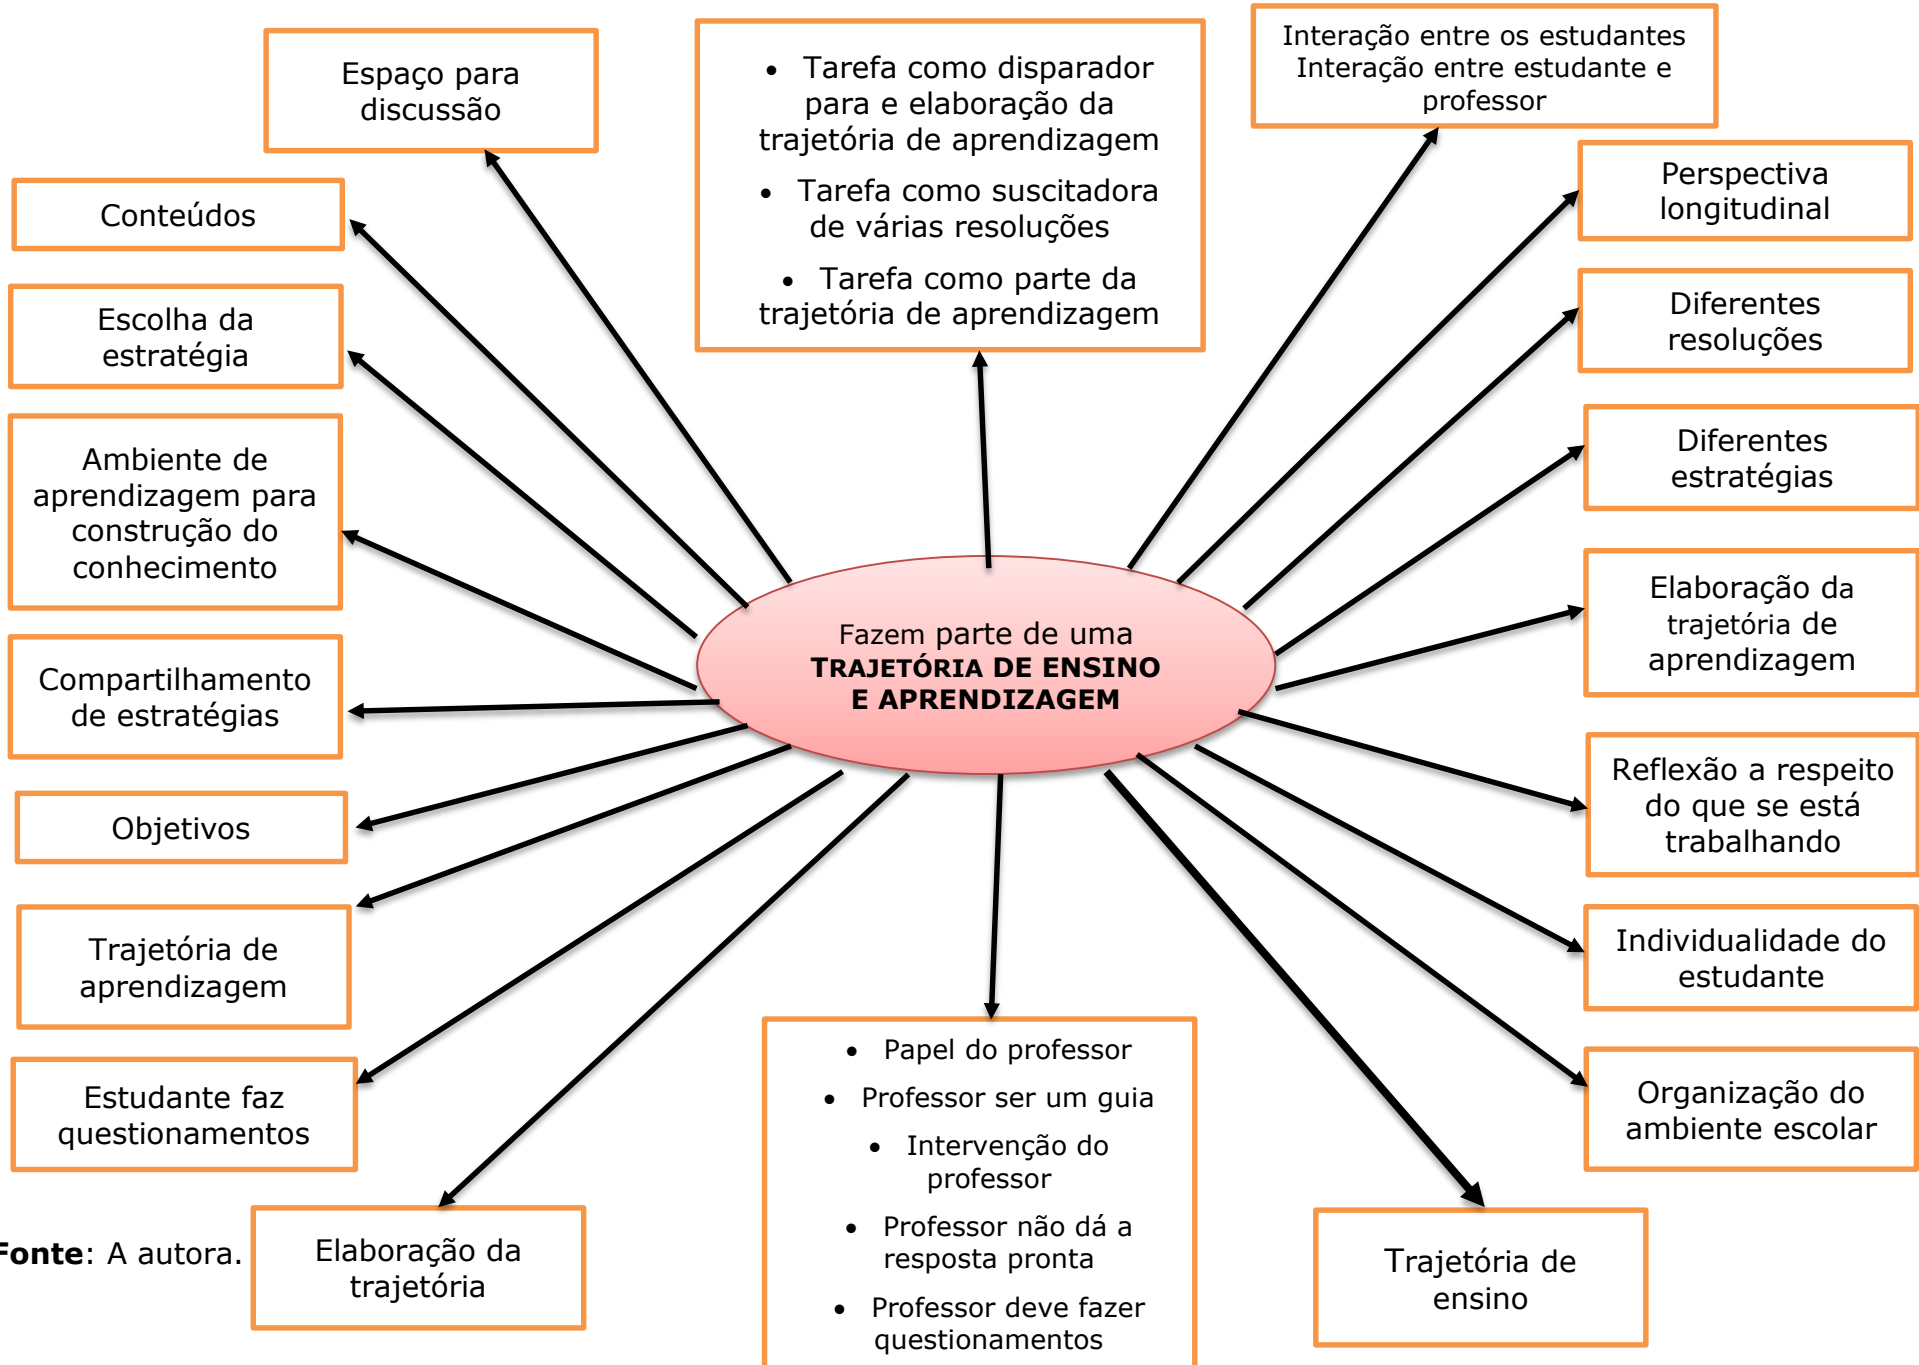 Espaço para
discussão
• Tarefa como disparador
para e elaboração da
trajetória de aprendizagem
• Tarefa como suscitadora
de várias resoluções
• Tarefa como parte da
trajetória de aprendizagem
Interação entre os estudantes
Interação entre estudante e
professor
Conteúdos
Escolha da
estratégia
Ambiente de
aprendizagem para
construção do
conhecimento
Compartilhamento
de estratégias
Objetivos
Trajetória de
aprendizagem
Estudante faz
questionamentos
Fazem parte de uma
TRAJETÓRIA DE ENSINO
E APRENDIZAGEM
Perspectiva
longitudinal
Diferentes
resoluções
Diferentes
estratégias
Elaboração da
trajetória de
aprendizagem
Reflexão a respeito
do que se está
trabalhando
Individualidade do
estudante
Organização do
ambiente escolar
Fonte: A autora.
Elaboração da
trajetória
• Papel do professor
• Professor ser um guia
• Intervenção do
professor
• Professor não dá a
resposta pronta
• Professor deve fazer
questionamentos
Trajetória de
ensino